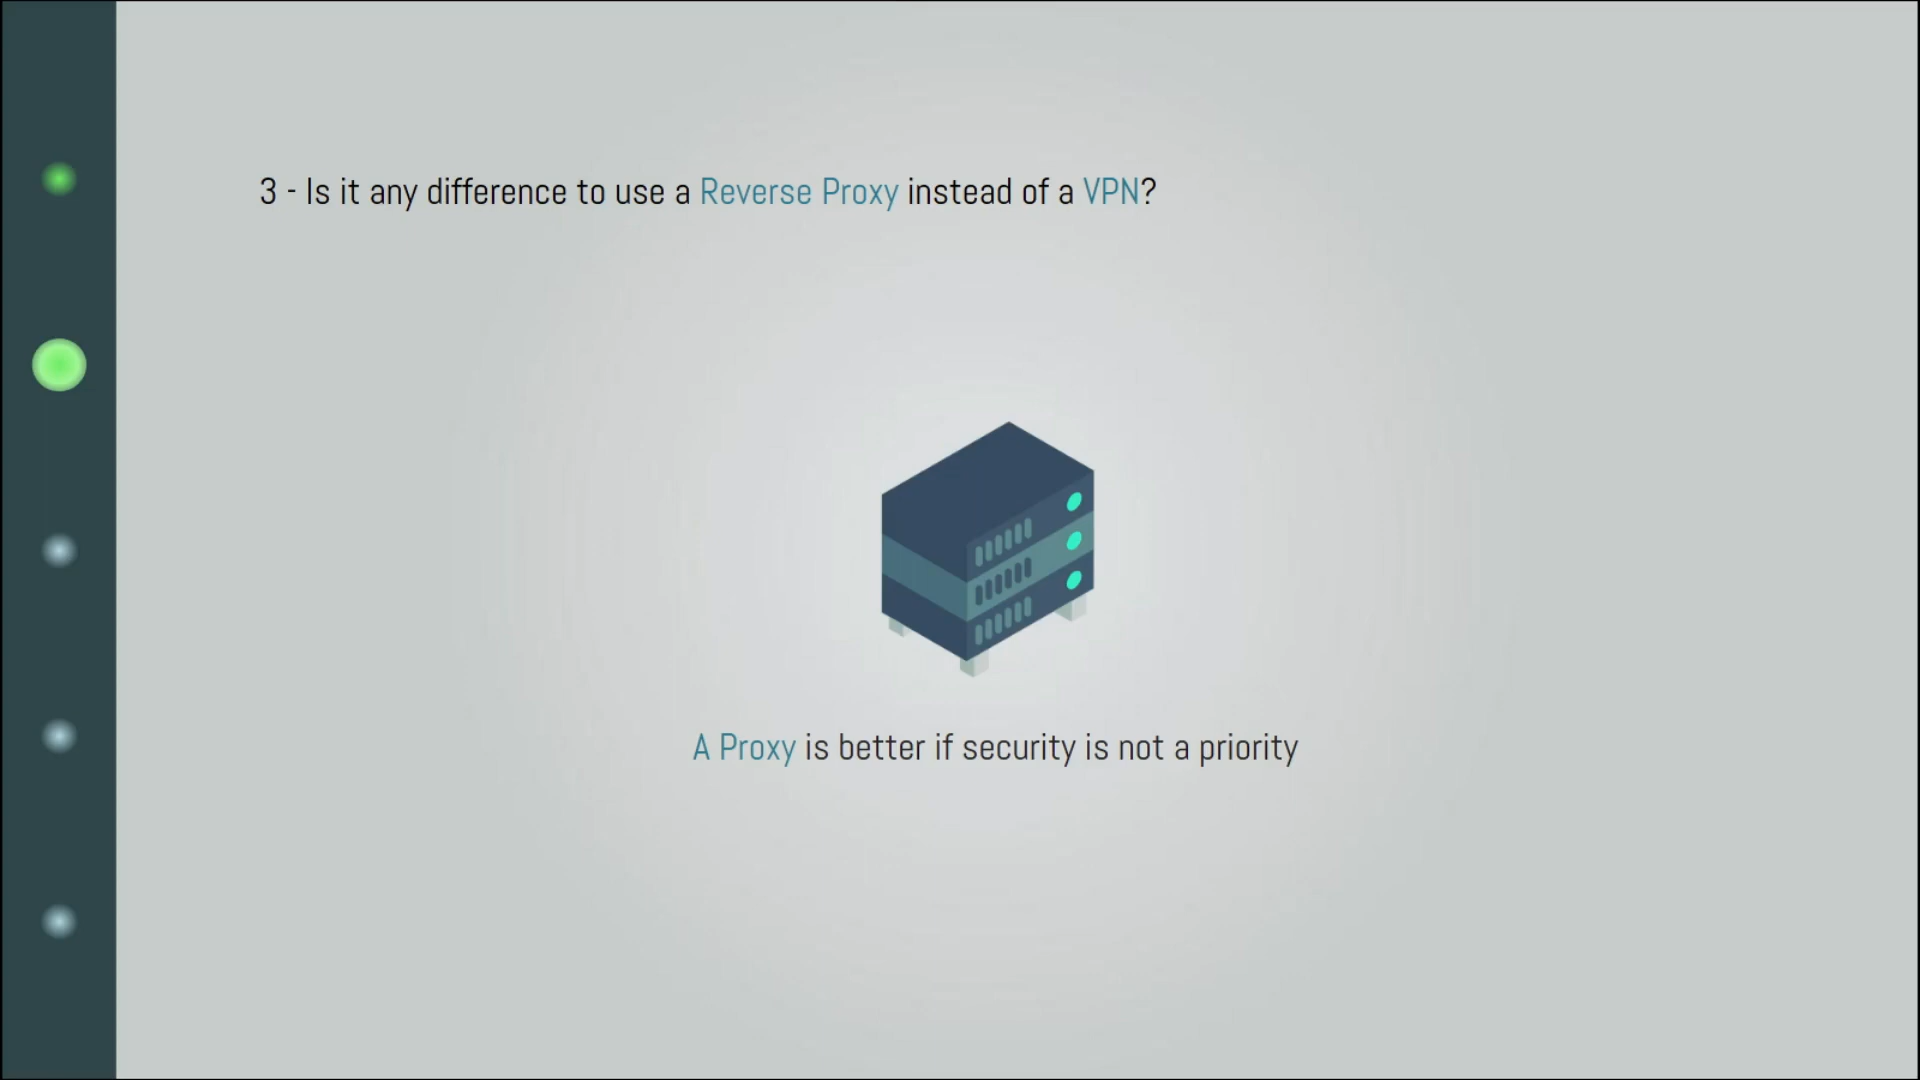 3 - Is it any difference to use a Reverse Proxy instead of a VPN?
A Proxy is better if security is not a priority